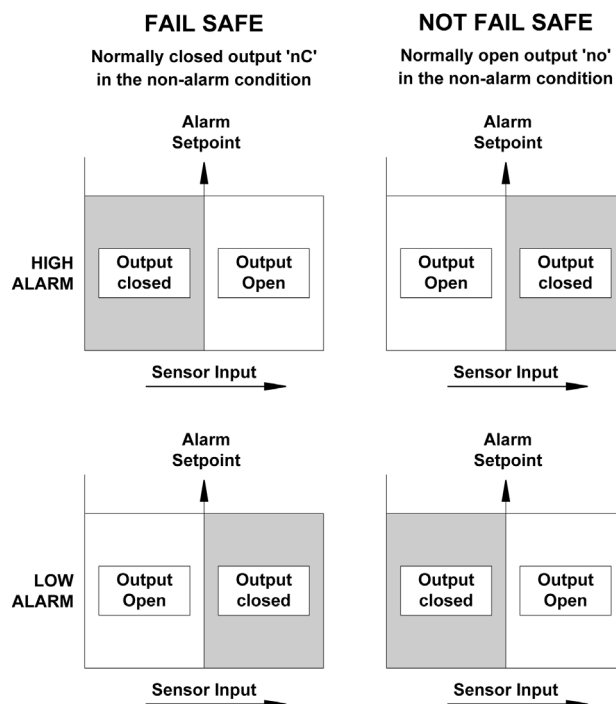 FAIL SAFE
Normally closed output 'nC'
in the non-alarm condition
NOT FAIL SAFE
Normally open output 'no'
in the non-alarm condition
Alarm
Setpoint
Alarm
Setpoint
HIGH
ALARM
Output
closed
Output
Open
Output
Open
Output
closed
Sensor Input
Sensor Input
Alarm
Setpoint
Alarm
Setpoint
LOW
ALARM
Output
Open
Output
closed
Output
closed
Output
Open
Sensor Input
Sensor Input